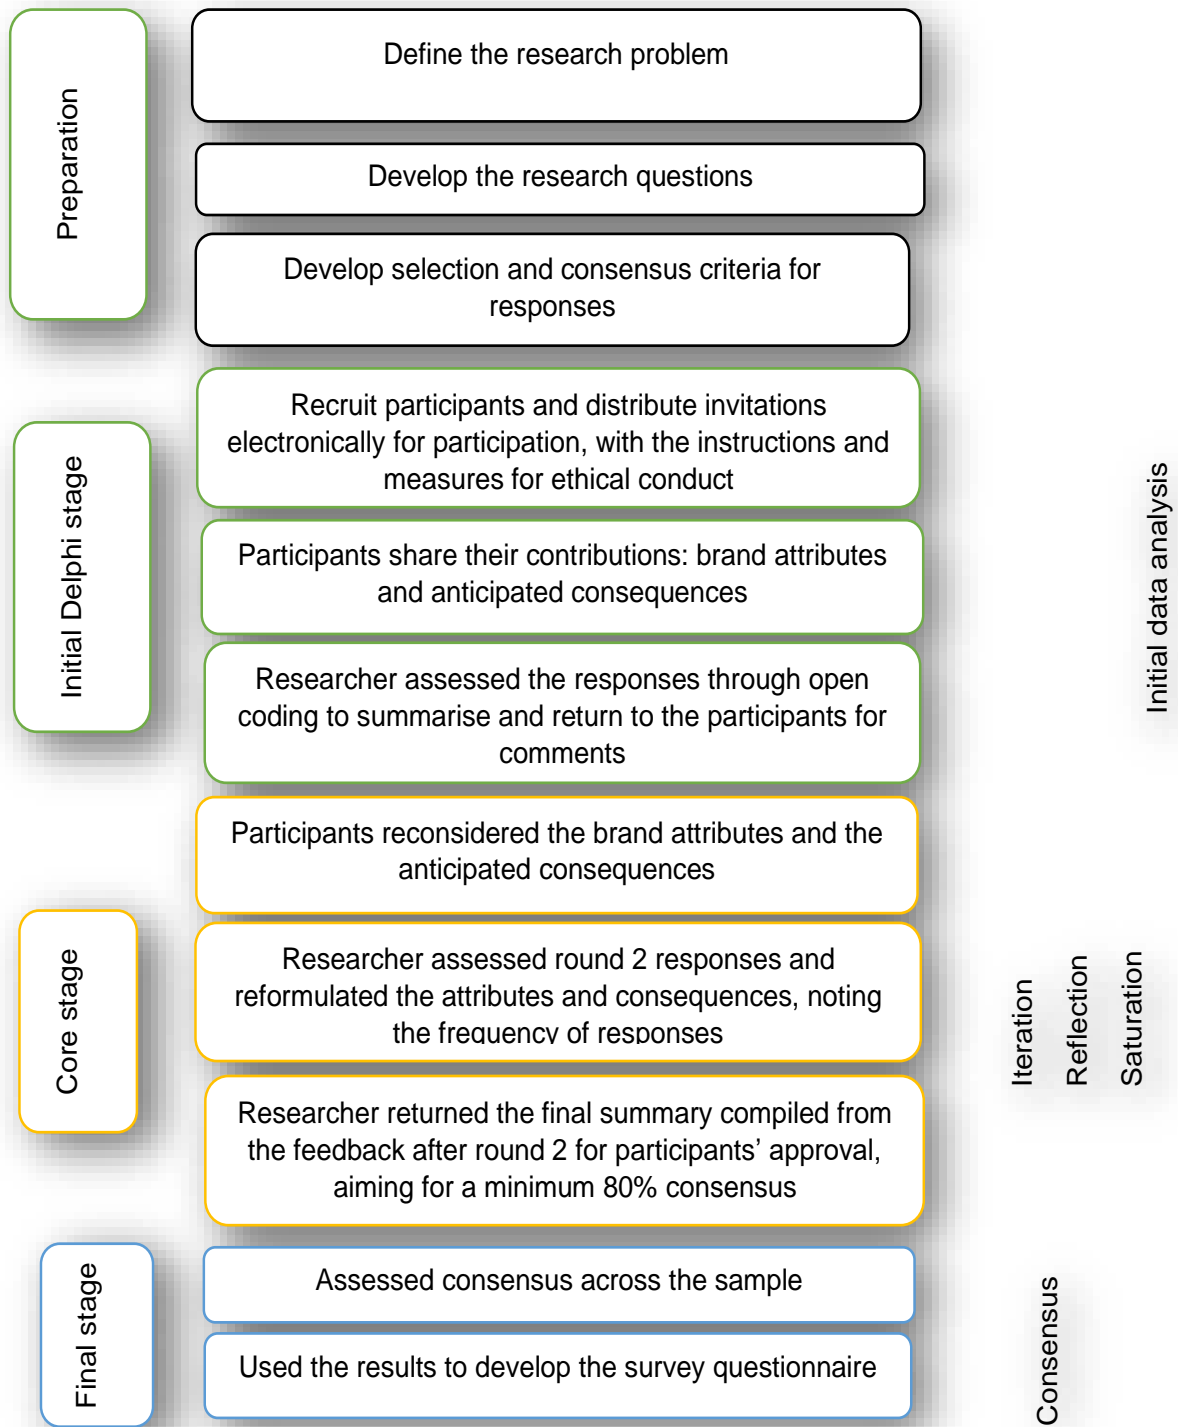 Preparation
Define the research problem
Develop the research questions
Develop selection and consensus criteria for
responses
Initial Delphi stage
Recruit participants and distribute invitations
electronically for participation, with the instructions and
measures for ethical conduct
Participants share their contributions: brand attributes
and anticipated consequences
Researcher assessed the responses through open
coding to summarise and return to the participants for
comments
Initial data analysis
Core stage
Participants reconsidered the brand attributes and the
anticipated consequences
Researcher assessed round 2 responses and
reformulated the attributes and consequences, noting
the frequency of responses
Researcher returned the final summary compiled from
the feedback after round 2 for participants’ approval,
aiming for a minimum 80% consensus
Iteration
Reflection
Saturation
Final stage
Assessed consensus across the sample
Used the results to develop the survey questionnaire
Consensus